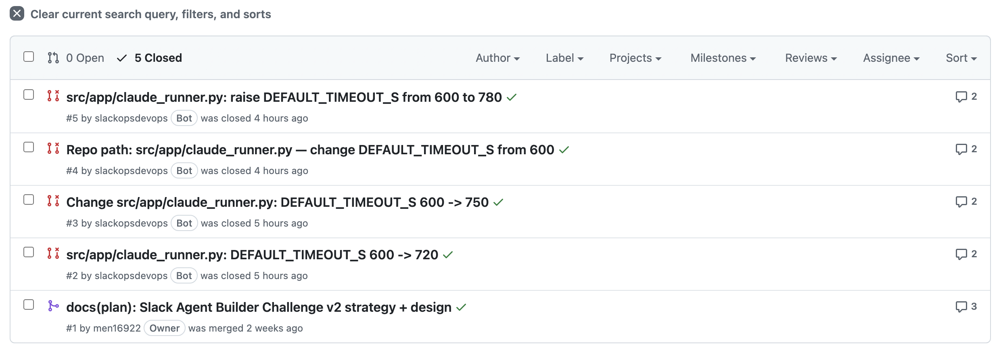 Clear current search query, filters, and sorts
0 Open 5 Closed Author Label Projects Milestones Reviews Assignee Sort
src/app/claude_runner.py: raise DEFAULT_TIMEOUT_S from 600 to 780 2
#5 by slackopsdevops Bot was closed 4 hours ago
Repo path: src/app/claude_runner.py — change DEFAULT_TIMEOUT_S from 600 2
#4 by slackopsdevops Bot was closed 4 hours ago
Change src/app/claude_runner.py: DEFAULT_TIMEOUT_S 600 -> 750 2
#3 by slackopsdevops Bot was closed 5 hours ago
src/app/claude_runner.py: DEFAULT_TIMEOUT_S 600 -> 720 2
#2 by slackopsdevops Bot was closed 5 hours ago
docs(plan): Slack Agent Builder Challenge v2 strategy + design 3
#1 by men16922 Owner was merged 2 weeks ago